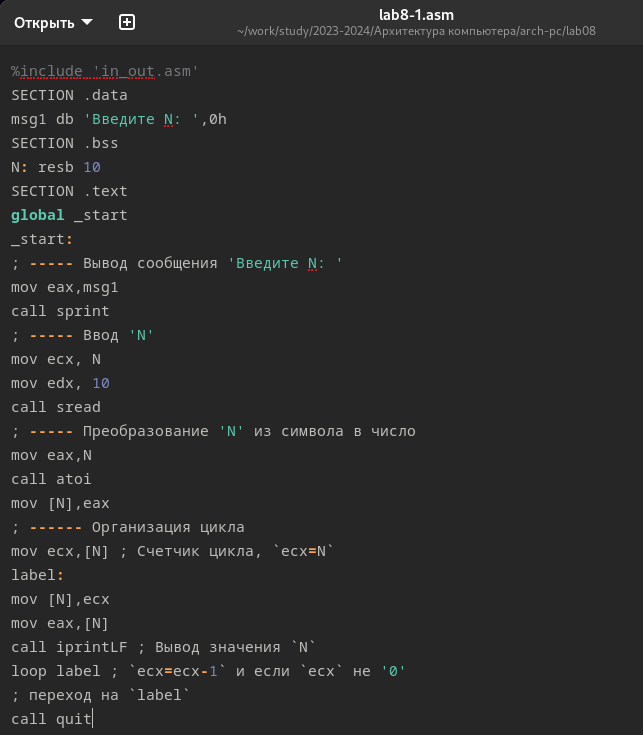 Открыть
lab8-1.asm
~/work/study/2023-2024/Архитектура компьютера/arch-pc/lab08
%include 'in_out.asm'
SECTION .data
msg1 db 'Введите N: ',0h
SECTION .bss
N: resb 10
SECTION .text
global _start
_start:
; ----- Вывод сообщения 'Введите N: '
mov eax,msg1
call sprint
; ----- Ввод 'N'
mov ecx, N
mov edx, 10
call sread
; ----- Преобразование 'N' из символа в число
mov eax,N
call atoi
mov [N],eax
; ------ Организация цикла
mov ecx,[N] ; Счетчик цикла, `ecx=N`
label:
mov [N],ecx
mov eax,[N]
call iprintLF ; Вывод значения `N`
loop label ; `ecx=ecx-1` и если `ecx` не '0'
; переход на `label`
call quit